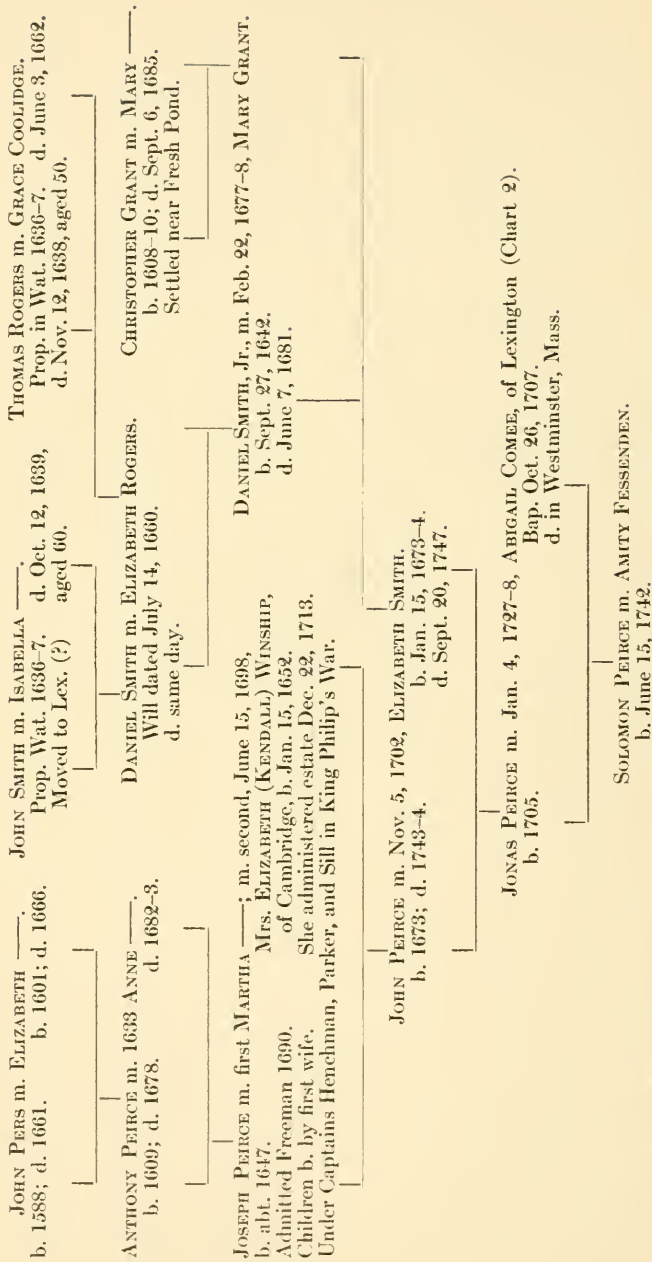 JOHN PERS m. ELIZABETH ——.
b. 1588; d. 1661. b. 1601; d. 1666.
JOHN SMITH m. ISABELLA ——.
Prop. Wat. 1636-7. d. Oct. 12, 1639,
Moved to Lex. (?) aged 60.
THOMAS ROGERS m. GRACE COOLIDGE.
Prop. in Wat. 1636-7. d. June 3, 1662.
d. Nov. 12, 1638, aged 50.
ANTHONY PEIRCE m. 1633 ANNE ——.
b. 1609; d. 1678. d. 1682-3.
DANIEL SMITH m. ELIZABETH ROGERS.
Will dated July 14, 1660.
d. same day.
CHRISTOPHER GRANT m. MARY ——.
b. 1608-10; d. Sept. 6, 1685.
Settled near Fresh Pond.
JOSEPH PEIRCE m. first MARTHA ——; m. second, June 15, 1698,
b. abt. 1647. Mrs. ELIZABETH (KENDALL) WINSHIP,
Admitted Freeman 1690. of Cambridge, b. Jan. 15, 1652.
Children b. by first wife. She administered estate Dec. 22, 1713.
Under Captains Henchman, Parker, and Sill in King Philip's War.
DANIEL SMITH, Jr., m. Feb. 22, 1677-8, MARY GRANT.
b. Sept. 27, 1642.
d. June 7, 1681.
JOHN PEIRCE m. Nov. 5, 1702, ELIZABETH SMITH.
b. 1673; d. 1743-4. b. Jan. 15, 1673-4.
d. Sept. 20, 1747.
JONAS PEIRCE m. Jan. 4, 1727-8, ABIGAIL COMEE, of Lexington (Chart 2).
b. 1705. Bap. Oct. 26, 1707.
d. in Westminster, Mass.
SOLOMON PEIRCE m. AMITY FESSENDEN.
b. June 15, 1742.